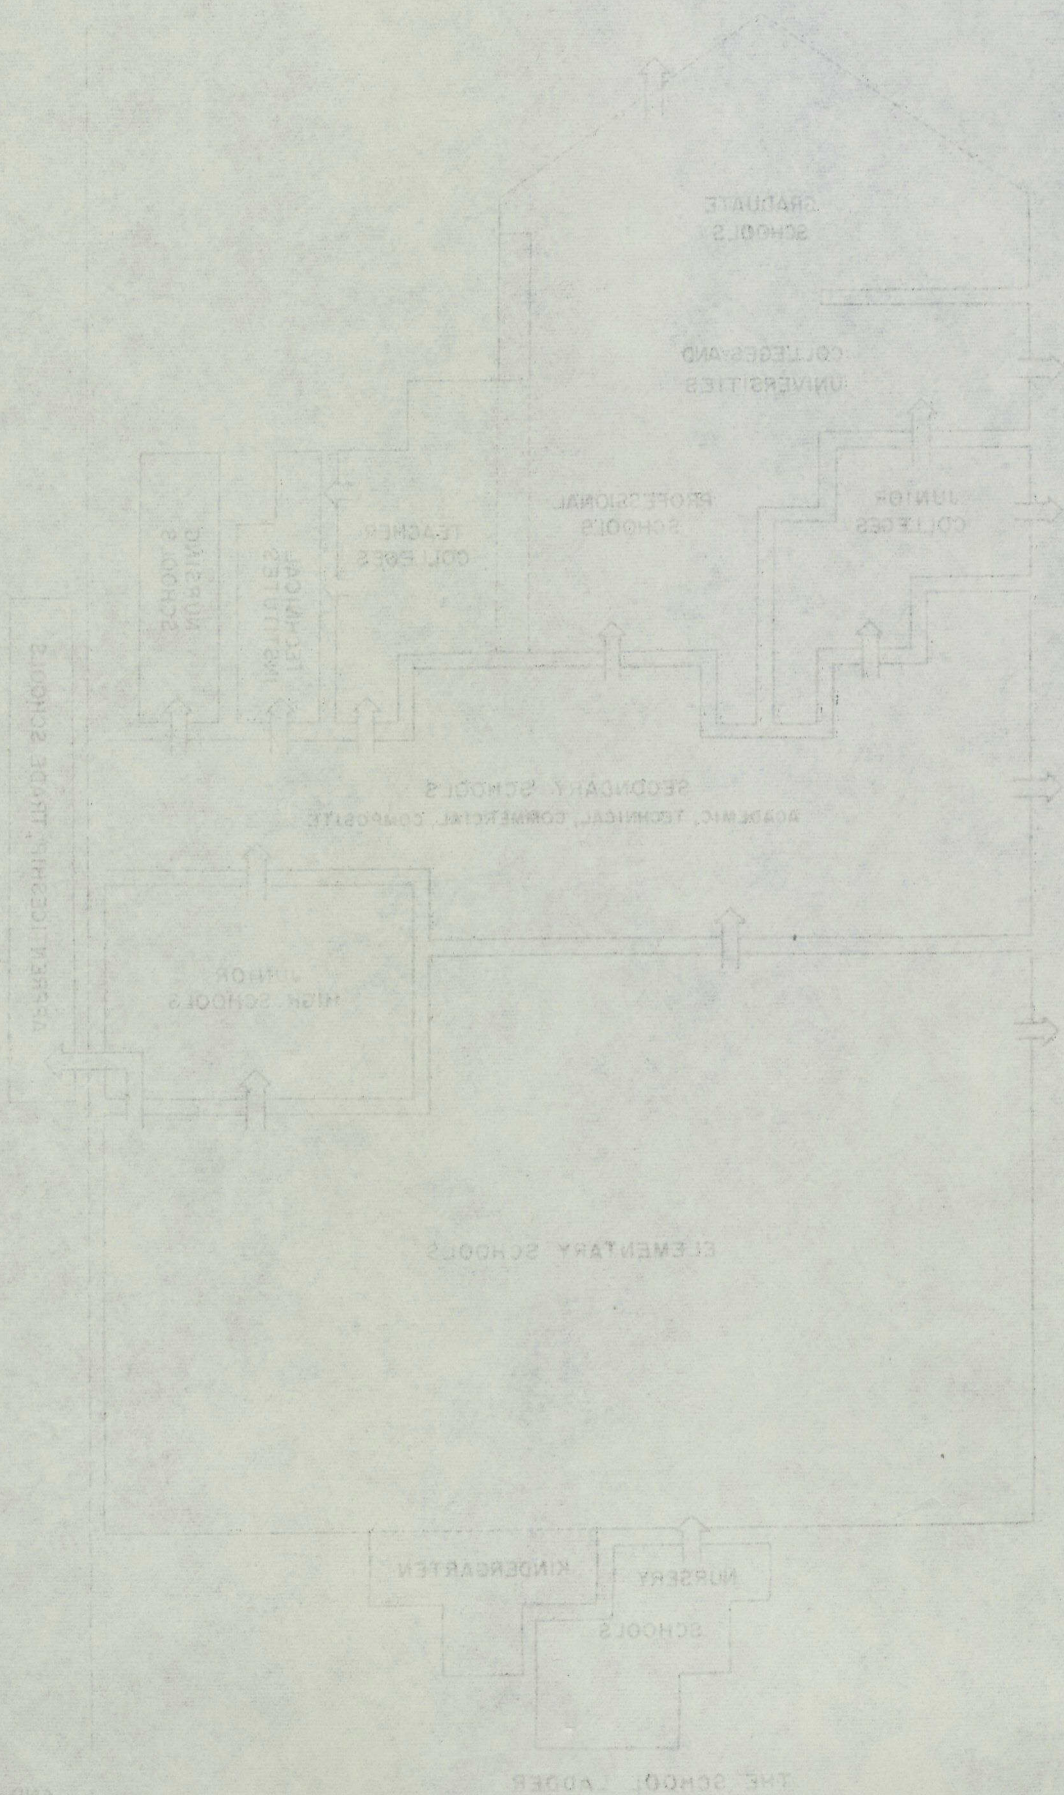 GRADUATE
SCHOOLS
COLLEGES AND
UNIVERSITIES
JUNIOR
COLLEGES
PROFESSIONAL
SCHOOLS
TEACHER
COLLEGES
TECHNICAL
INSTITUTES
NURSING
SCHOOLS
APPRENTICESHIP, TRADE SCHOOLS
SECONDARY SCHOOLS
ACADEMIC, TECHNICAL, COMMERCIAL, COMPOSITE
JUNIOR
HIGH SCHOOLS
ELEMENTARY SCHOOLS
KINDERGARTEN
NURSERY
SCHOOLS
THE SCHOOL LADDER